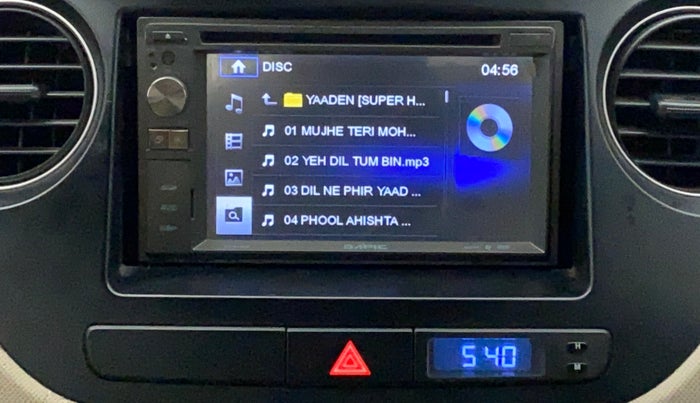 DISC 04:56
YAADEN [SUPER H...
01 MUJHE TERI MOH...
02 YEH DIL TUM BIN.mp3
03 DIL NE PHIR YAAD ...
04 PHOOL AHISHTA ...
5:40
H
M